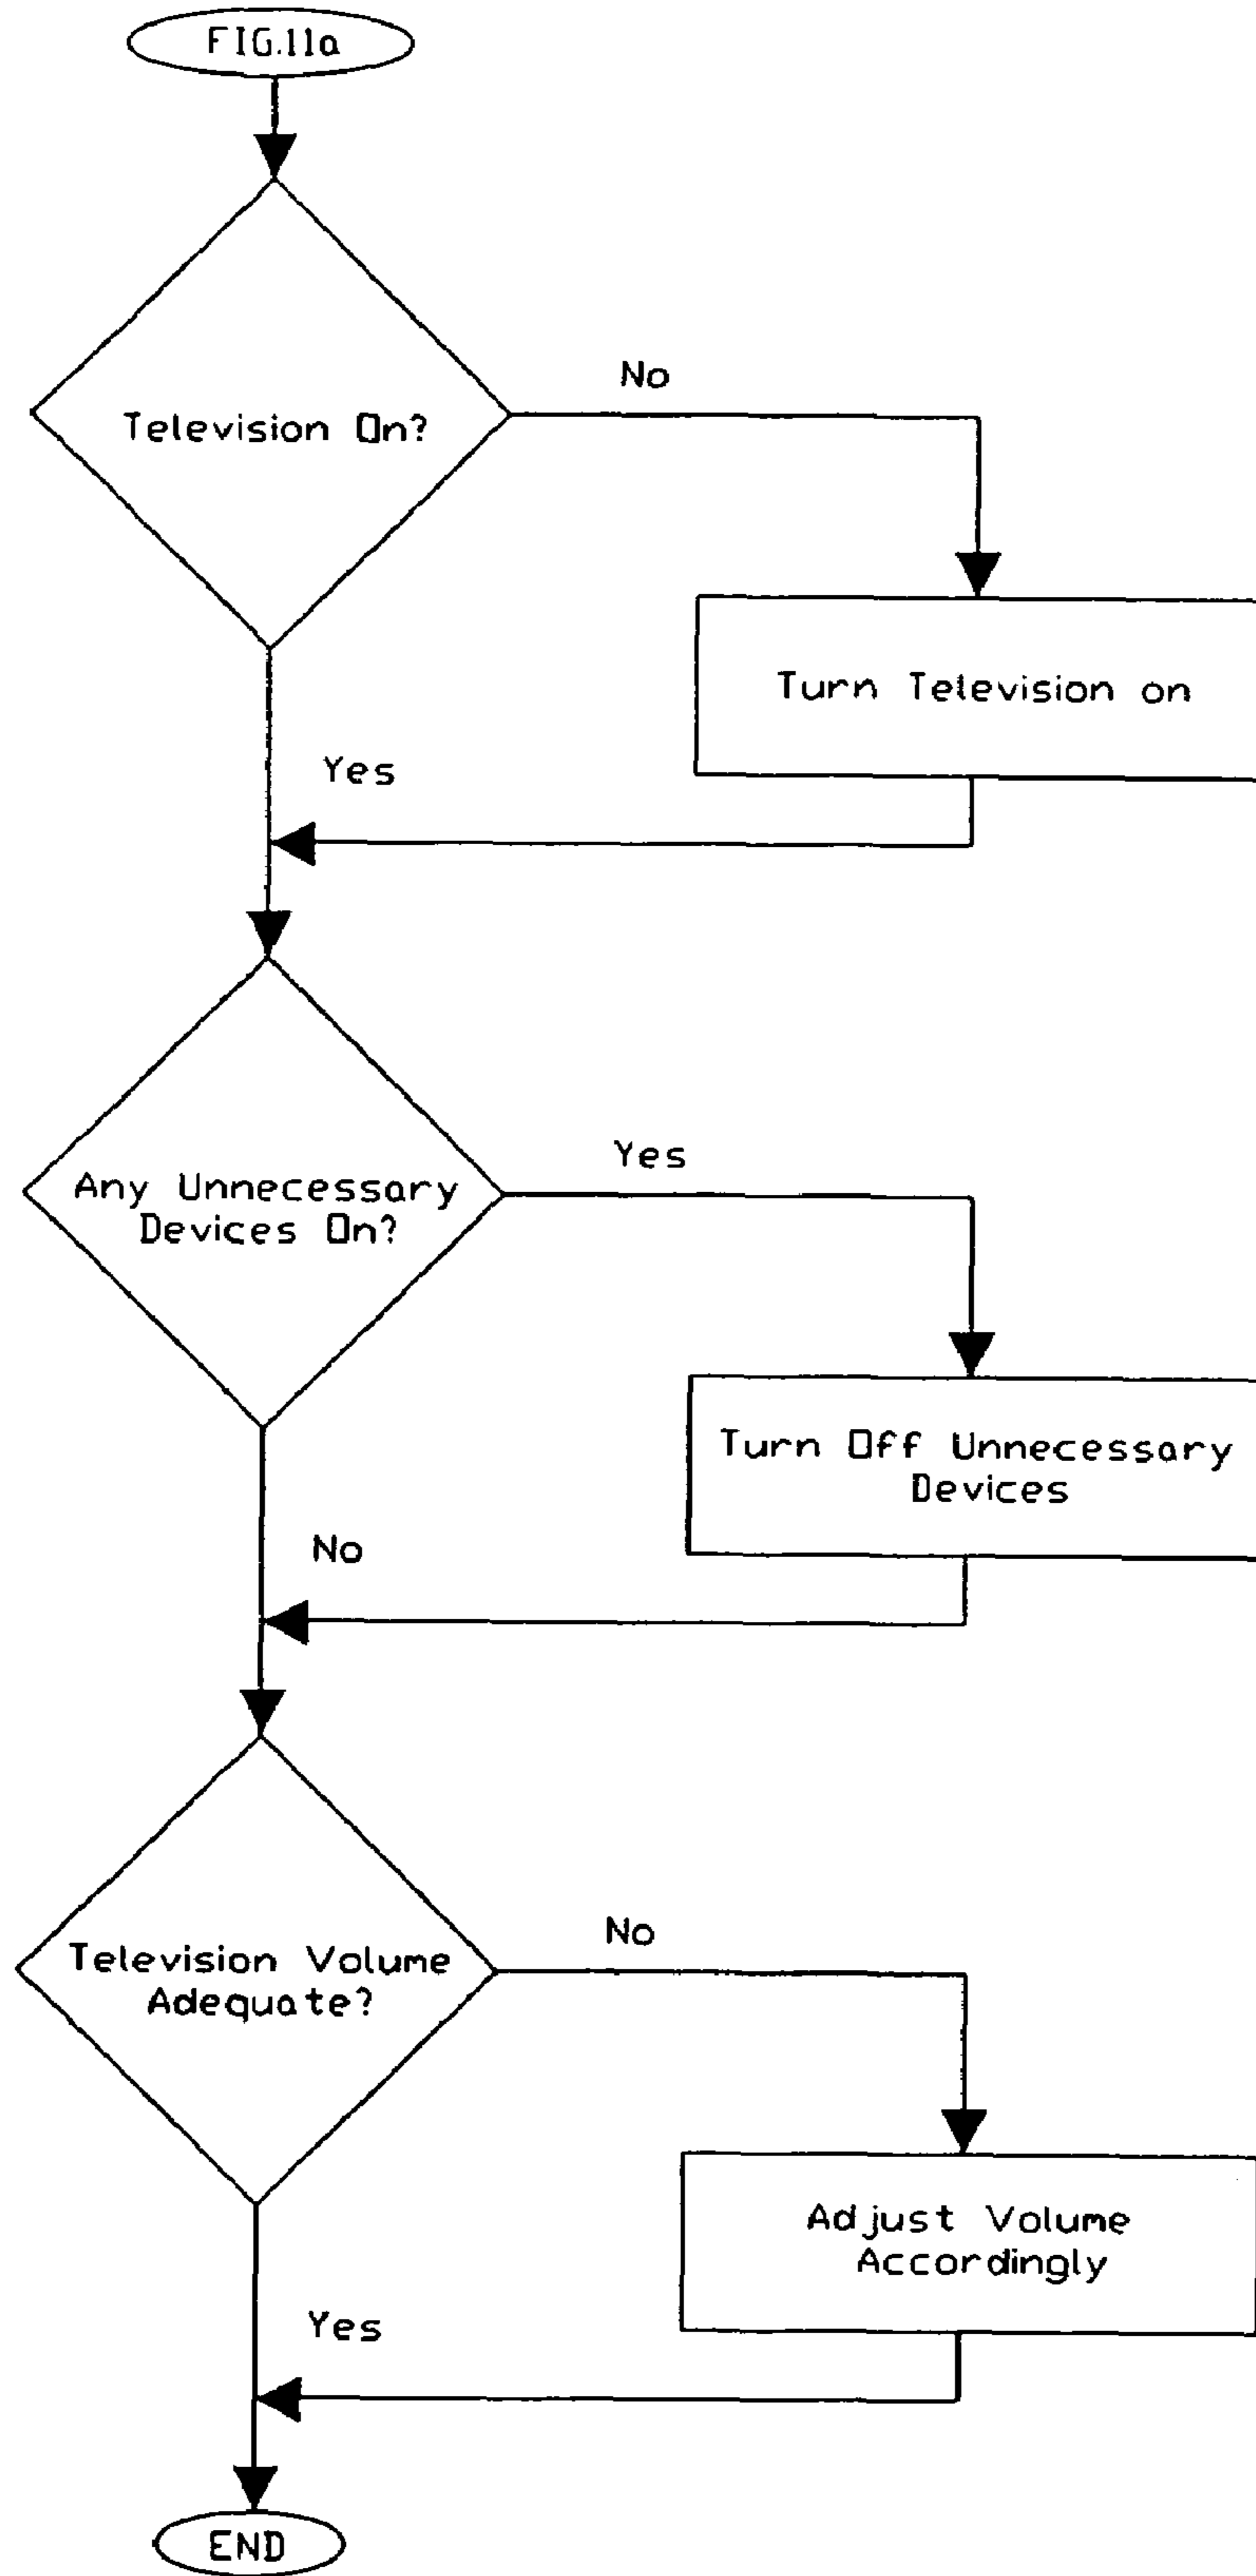 FIG.11a
Television On?
No
Turn Television on
Yes
Any Unnecessary
Devices On?
Yes
Turn Off Unnecessary
Devices
No
Television Volume
Adequate?
No
Adjust Volume
Accordingly
Yes
END